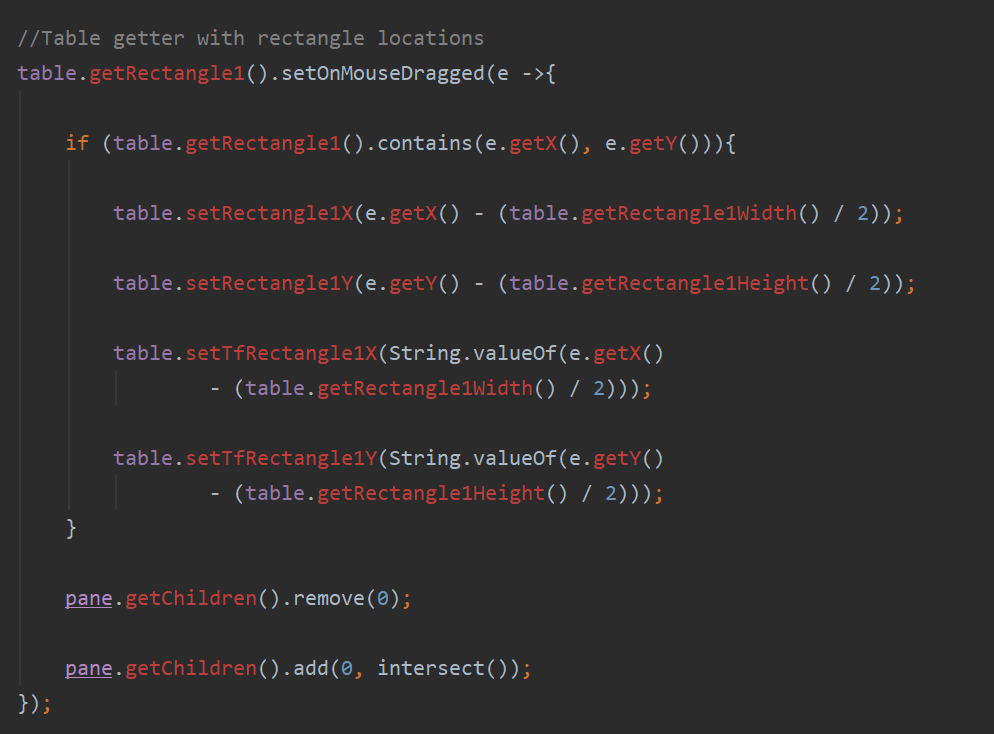 //Table getter with rectangle locations
table.getRectangle1().setOnMouseDragged(e ->{
if (table.getRectangle1().contains(e.getX(), e.getY())){
table.setRectangle1X(e.getX() - (table.getRectangle1Width() / 2));
table.setRectangle1Y(e.getY() - (table.getRectangle1Height() / 2));
table.setTfRectangle1X(String.valueOf(e.getX()
- (table.getRectangle1Width() / 2)));
table.setTfRectangle1Y(String.valueOf(e.getY()
- (table.getRectangle1Height() / 2)));
}
pane.getChildren().remove(0);
pane.getChildren().add(0, intersect());
});